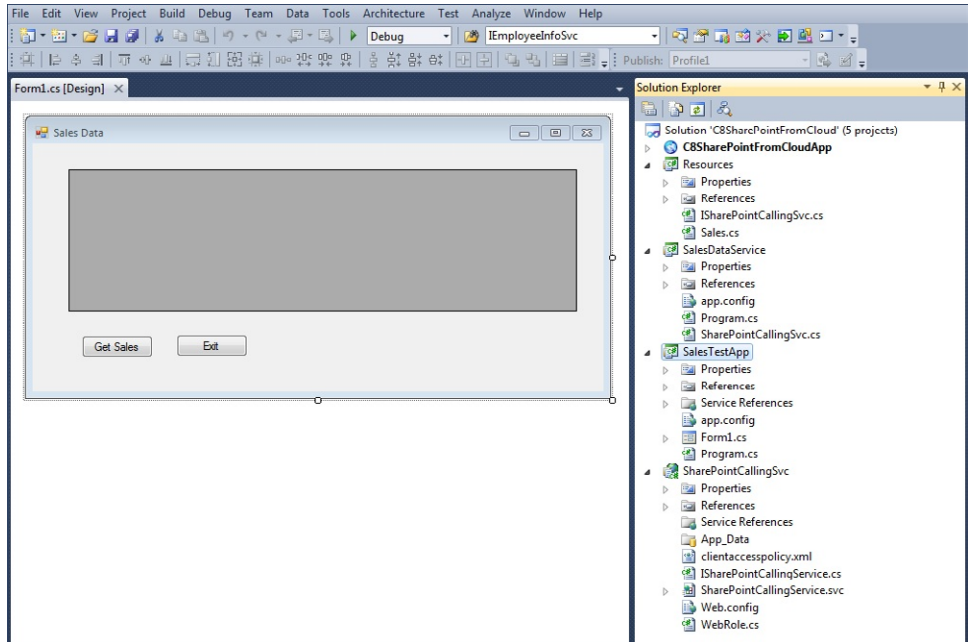 File Edit View Project Build Debug Team Data Tools Architecture Test Analyze Window Help
Debug IEmployeeInfoSvc
Publish: Profile1
Form1.cs [Design]
Sales Data
Get Sales Exit
Solution Explorer
Solution 'C8SharePointFromCloud' (5 projects)
C8SharePointFromCloudApp
Resources
Properties
References
ISharePointCallingSvc.cs
Sales.cs
SalesDataService
Properties
References
app.config
Program.cs
SharePointCallingSvc.cs
SalesTestApp
Properties
References
Service References
app.config
Form1.cs
Program.cs
SharePointCallingSvc
Properties
References
Service References
App_Data
clientaccesspolicy.xml
ISharePointCallingService.cs
SharePointCallingService.svc
Web.config
WebRole.cs